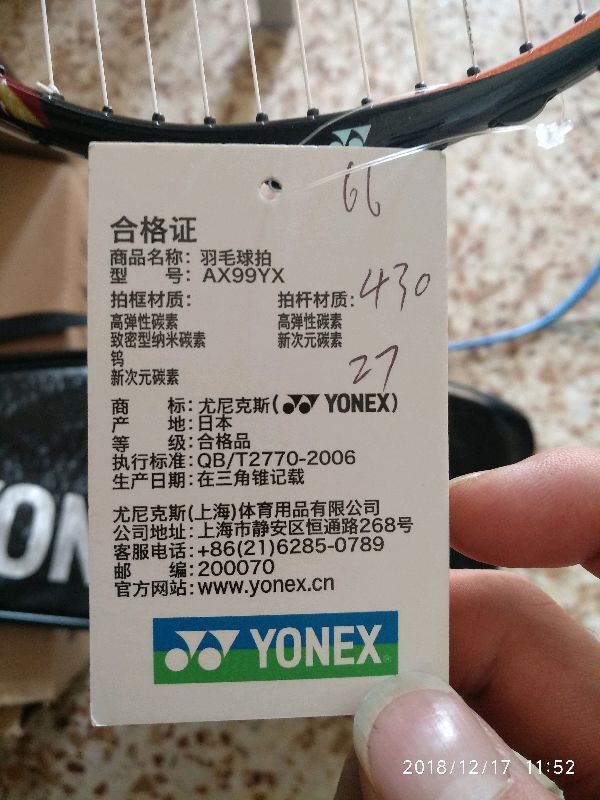 66
合格证
商品名称：羽毛球拍
型 号：AX99YX
拍框材质： 拍杆材质：430
高弹性碳素 高弹性碳素
致密型纳米碳素 新次元碳素
钨
新次元碳素
27
商 标：尤尼克斯(YONEX)
产 地：日本
等 级：合格品
执行标准：QB/T2770-2006
生产日期：在三角锥记载
尤尼克斯(上海)体育用品有限公司
公司地址：上海市静安区恒通路268号
客服电话：+86(21)6285-0789
邮 编：200070
官方网站：www.yonex.cn
YONEX®
YON
2018/12/17 11:52